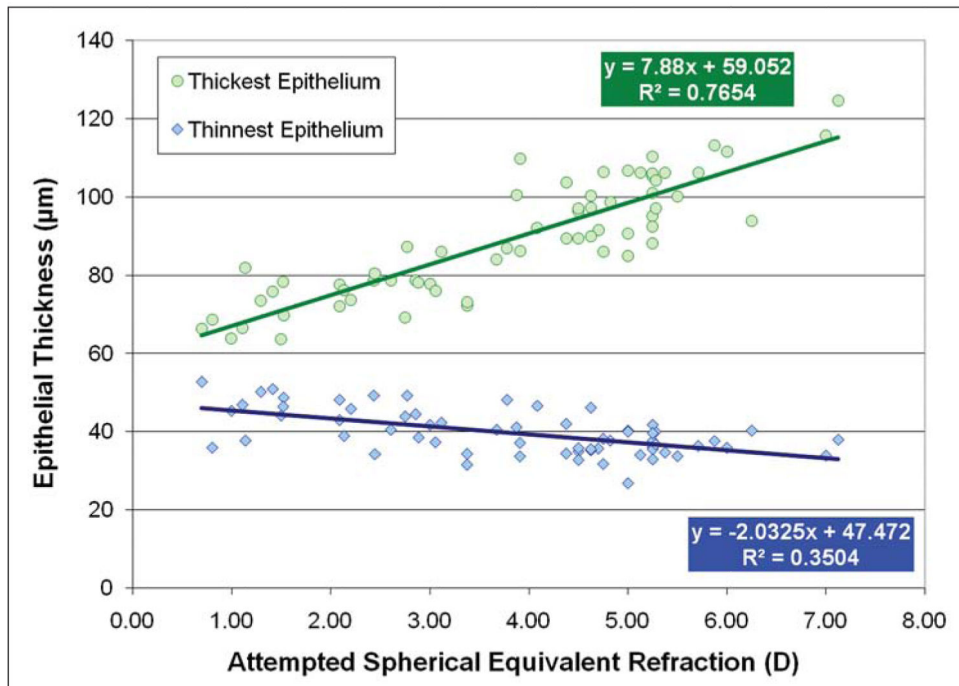 140
120
100
80
60
40
20
0
Epithelial Thickness (µm)
Thickest Epithelium
Thinnest Epithelium
y = 7.88x + 59.052
R² = 0.7654
y = -2.0325x + 47.472
R² = 0.3504
0.00 1.00 2.00 3.00 4.00 5.00 6.00 7.00 8.00
Attempted Spherical Equivalent Refraction (D)